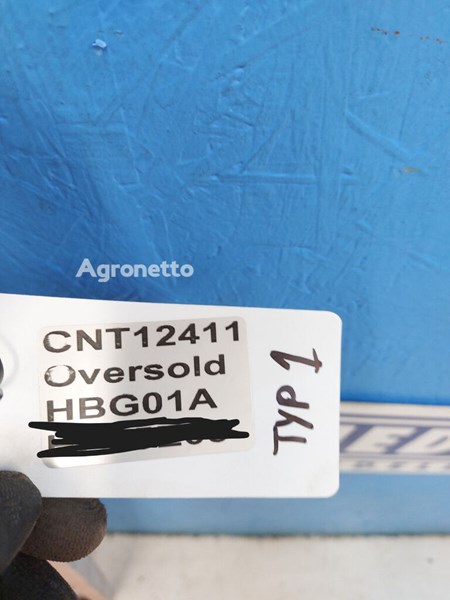 Agronetto
CNT12411
Oversold
HBG01A
TYP 1